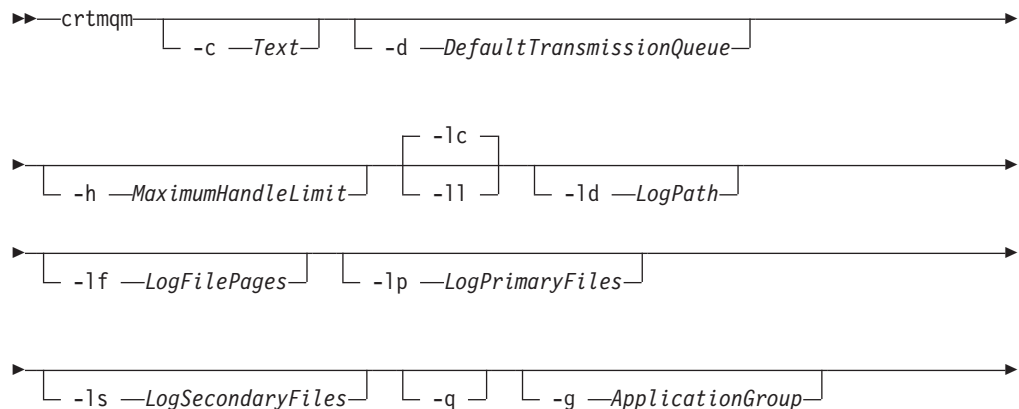 crtmqm
-c Text -d DefaultTransmissionQueue
-lc
-h MaximumHandleLimit -ll -ld LogPath
-lf LogFilePages -lp LogPrimaryFiles
-ls LogSecondaryFiles -q -g ApplicationGroup